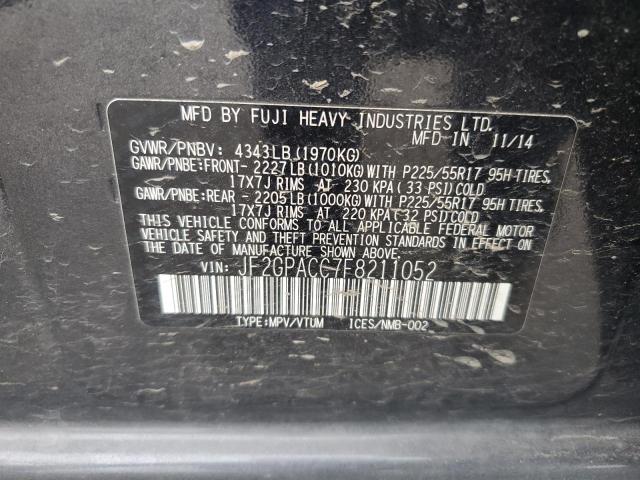 MFD BY FUJI HEAVY INDUSTRIES LTD.
MFD IN 11/14
GVWR/PNBV: 4343LB(1970KG)
GAWR/PNBE:FRONT- 2227LB(1010KG)WITH P225/55R17 95H TIRES,
17X7J RIMS AT 230 KPA( 33 PSI)COLD
GAWR/PNBE:REAR - 2205LB(1000KG)WITH P225/55R17 95H TIRES,
17X7J RIMS AT 220 KPA( 32 PSI)COLD
THIS VEHICLE CONFORMS TO ALL APPLICABLE FEDERAL MOTOR
VEHICLE SAFETY AND THEFT PREVENTION STANDARDS IN EFFECT ON
THE DATE OF MANUFACTURE SHOWN ABOVE.
VIN: JF2GPACC7F8211052
TYPE:MPV/VTUM ICES/NMB-002